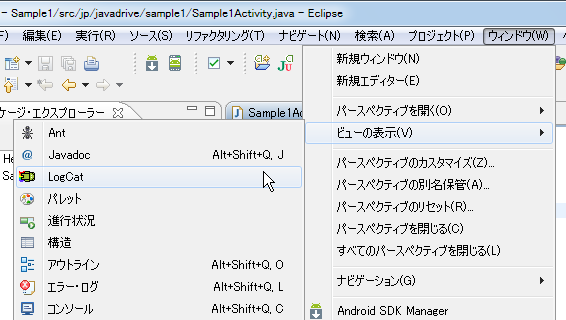 - Sample1/src/jp/javadrive/sample1/Sample1Activity.java - Eclipse
F) 編集(E) 実行(R) ソース(S) リファクタリング(T) ナビゲート(N) 検索(A) プロジェクト(P) ウィンドウ(W)
新規ウィンドウ(N)
新規エディター(E)
ケージ・エクスプローラー
Sample1Ac
パースペクティブを開く(O)
ビューの表示(V)
パースペクティブのカスタマイズ(Z)...
パースペクティブの別名保管(A)...
パースペクティブのリセット(R)...
パースペクティブを閉じる(C)
すべてのパースペクティブを閉じる(L)
ナビゲーション(G)
Android SDK Manager
He
Sa
Ant
Javadoc Alt+Shift+Q, J
LogCat
パレット
進行状況
構造
アウトライン Alt+Shift+Q, O
エラー・ログ Alt+Shift+Q, L
コンソール Alt+Shift+Q, C